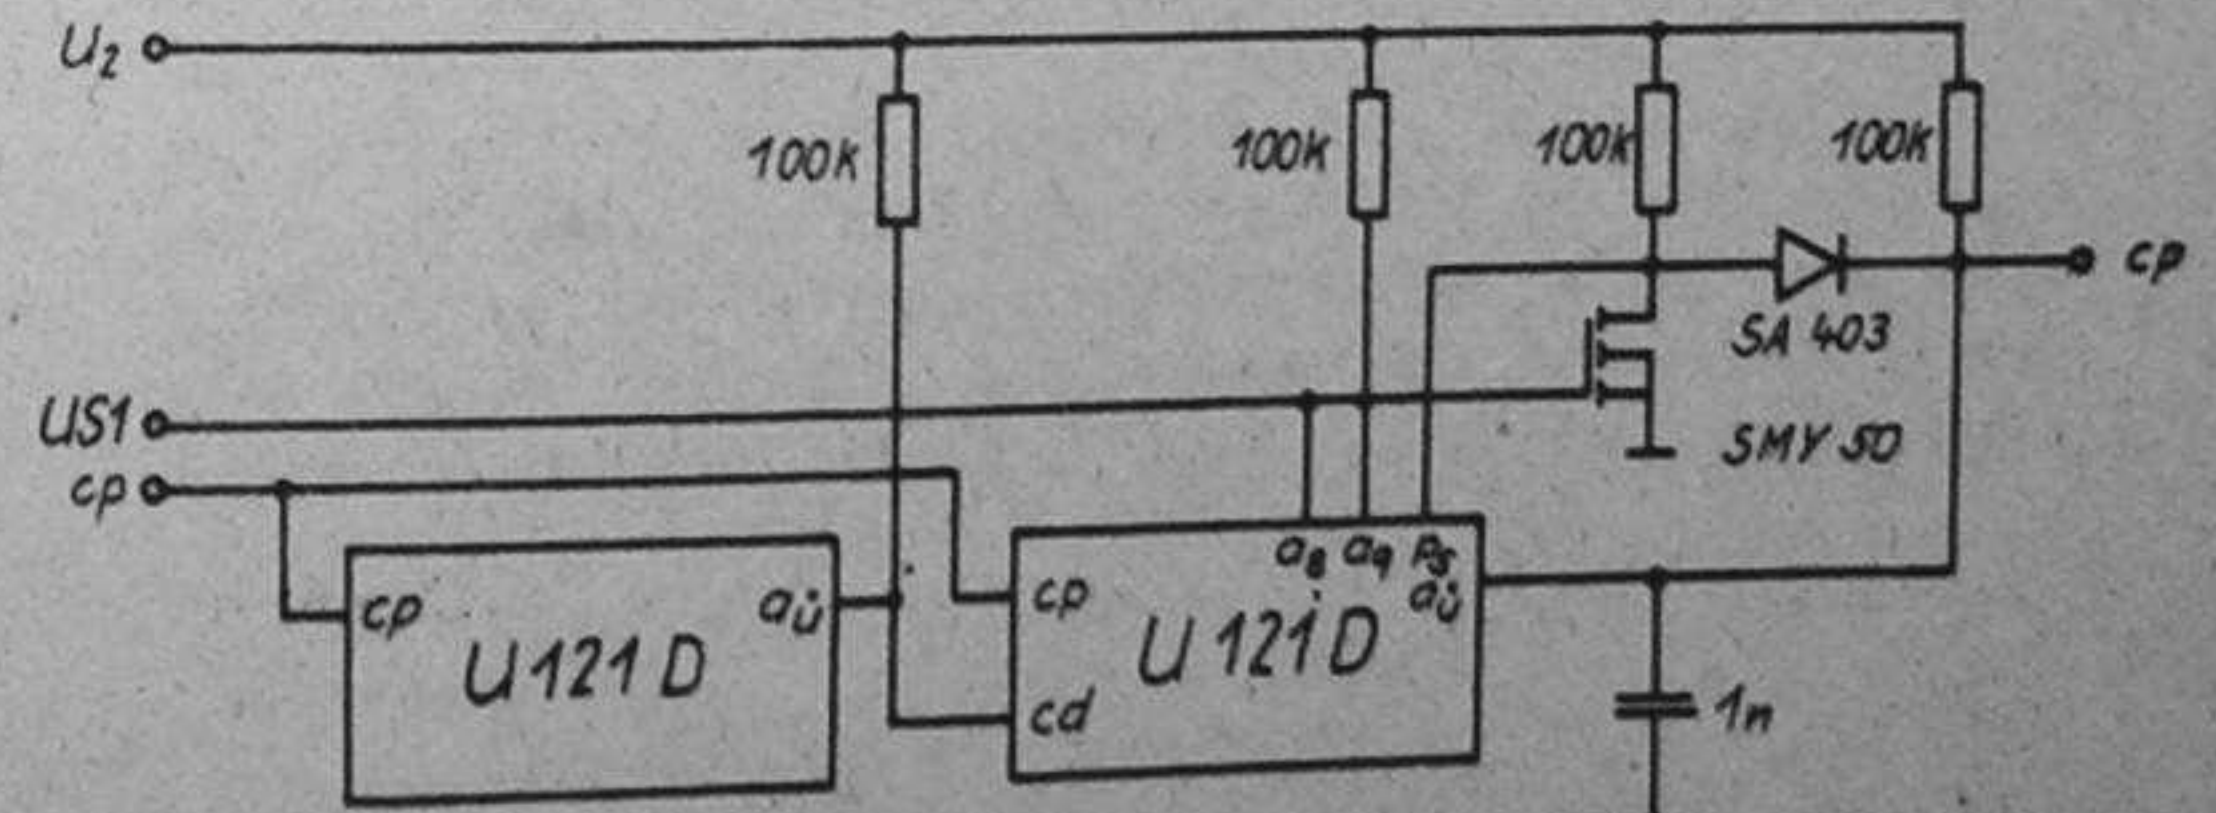 U2
100K
100K
100K
100K
cp
SA 403
US1
SMY 50
cp
a8 a9 ps
cp
aü
cp
aü
U 121 D
U 121 D
cd
1n